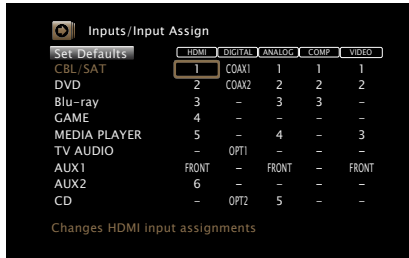 Inputs/Input Assign
Set Defaults HDMI DIGITAL ANALOG COMP VIDEO
CBL/SAT 1 COAX1 1 1 1
DVD 2 COAX2 2 2 2
Blu-ray 3 – 3 3 –
GAME 4 – – – –
MEDIA PLAYER 5 – 4 – 3
TV AUDIO – OPT1 – – –
AUX1 FRONT – FRONT – FRONT
AUX2 6 – – – –
CD – OPT2 5 – –
Changes HDMI input assignments